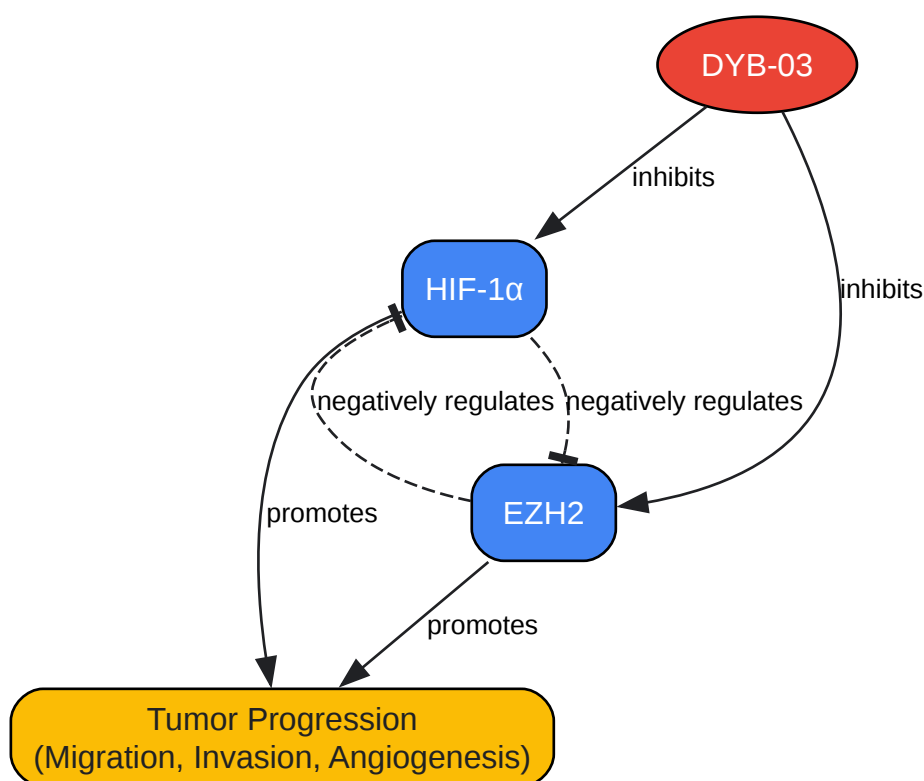 DYB-03
inhibits
HIF-1α
inhibits
negatively regulates
negatively regulates
EZH2
promotes
promotes
Tumor Progression
(Migration, Invasion, Angiogenesis)